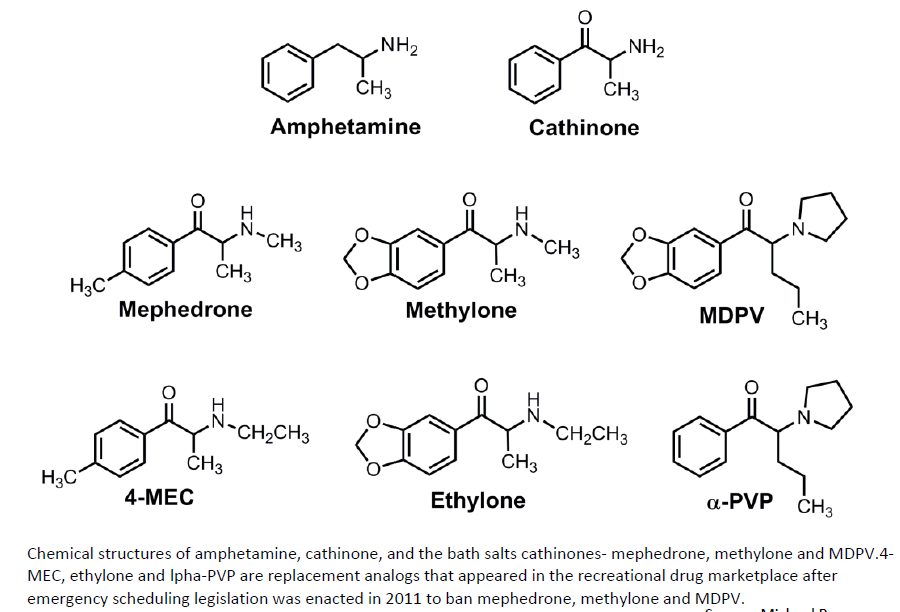 O
NH2
CH3
Amphetamine
O
NH2
CH3
Cathinone
O
H
N
CH3
CH3
H3C
Mephedrone
O
H
N
CH3
CH3
O
O
Methylone
O
N
O
O
CH3
MDPV
O
H
N
CH2CH3
CH3
H3C
4-MEC
O
H
N
CH2CH3
CH3
O
O
Ethylone
O
N
CH3
α-PVP
Chemical structures of amphetamine, cathinone, and the bath salts cathinones- mephedrone, methylone and MDPV.4-
MEC, ethylone and lpha-PVP are replacement analogs that appeared in the recreational drug marketplace after
emergency scheduling legislation was enacted in 2011 to ban mephedrone, methylone and MDPV.